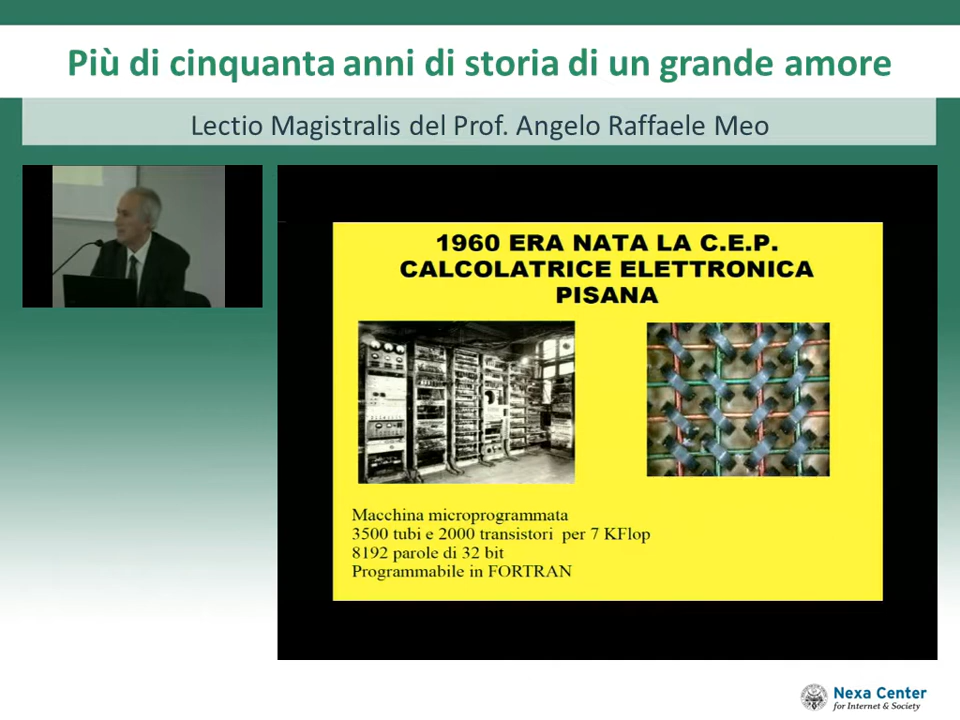 Più di cinquanta anni di storia di un grande amore
Lectio Magistralis del Prof. Angelo Raffaele Meo
1960 ERA NATA LA C.E.P.
CALCOLATRICE ELETTRONICA
PISANA
Macchina microprogrammata
3500 tubi e 2000 transistori per 7 KFlop
8192 parole di 32 bit
Programmabile in FORTRAN
Nexa Center
for Internet & Society